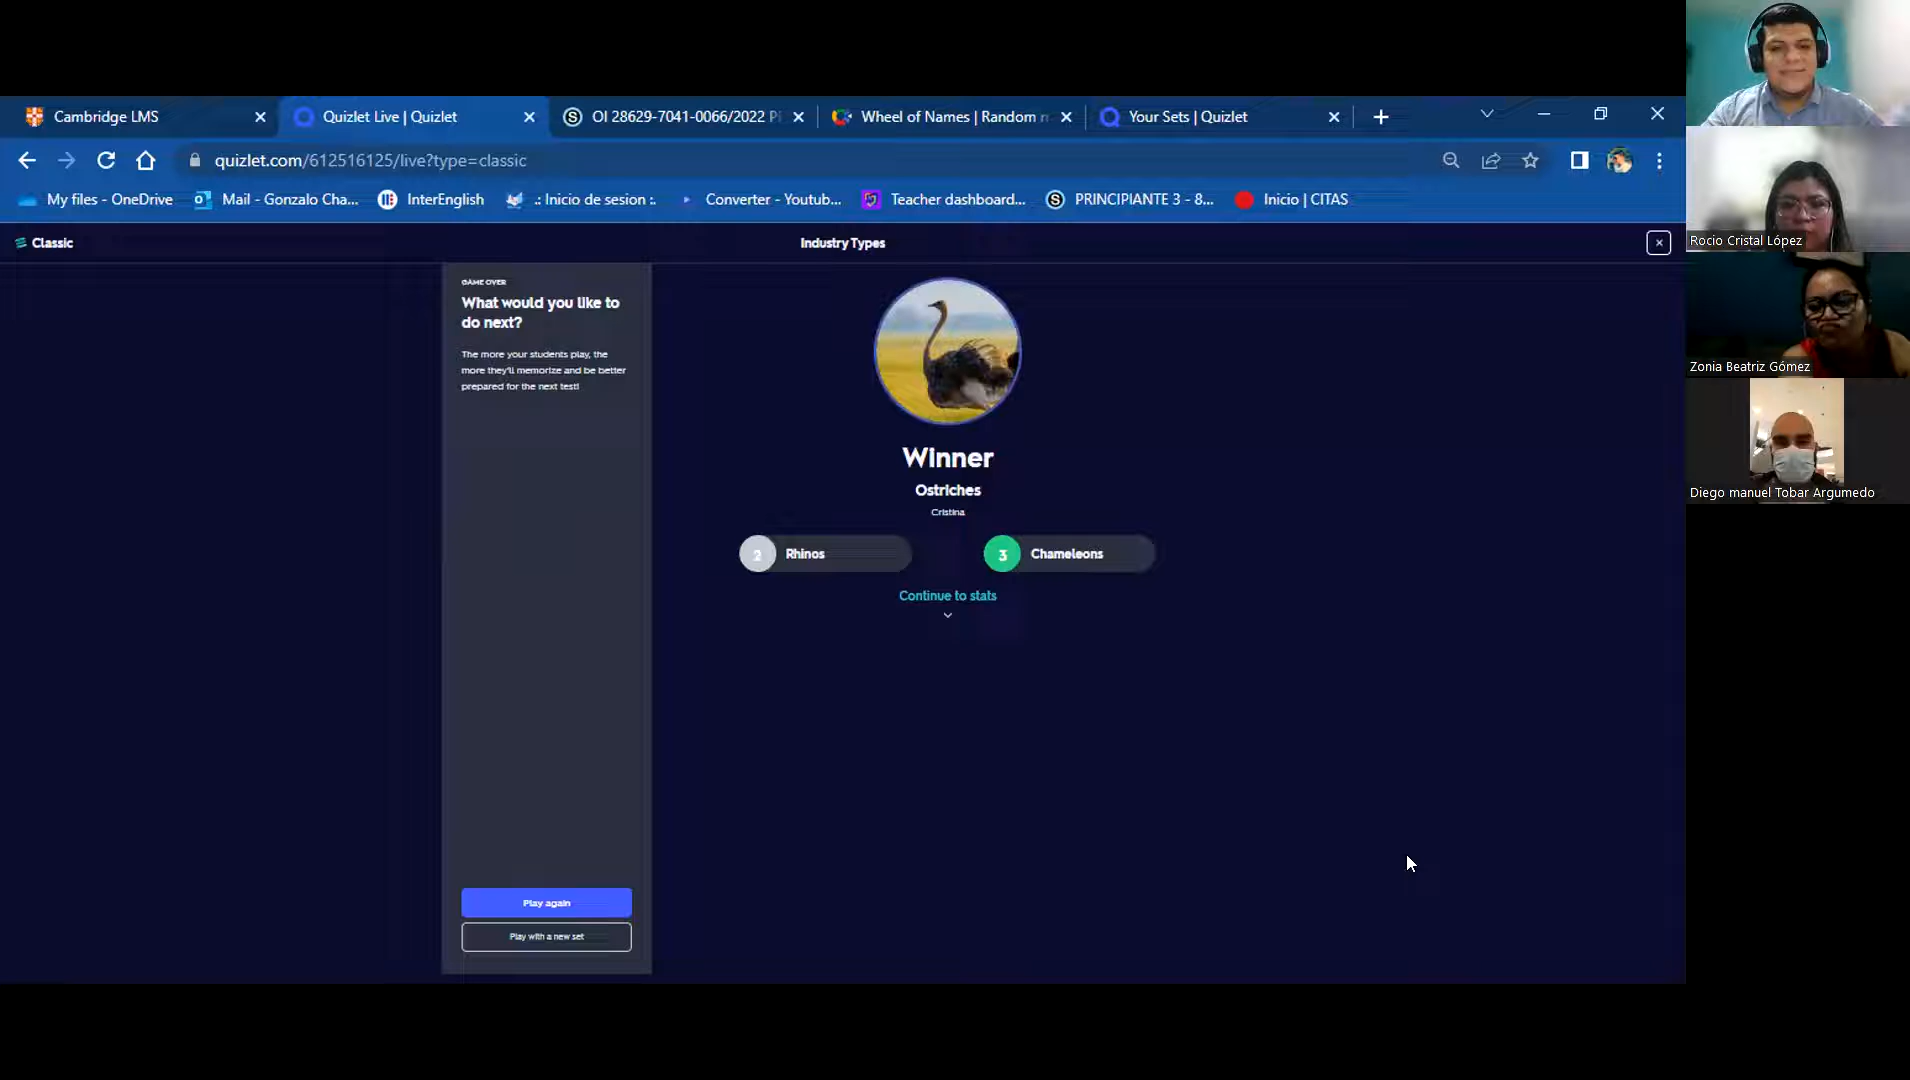 Cambridge LMS
Quizlet Live | Quizlet
OI 28629-7041-0066/2022 P
Wheel of Names | Random
Your Sets | Quizlet
quizlet.com/612516125/live?type=classic
My files - OneDrive
Mail - Gonzalo Cha...
InterEnglish
.: Inicio de sesion :.
Converter - Youtub...
Teacher dashboard...
PRINCIPIANTE 3 - 8...
Inicio | CITAS
Classic
Industry Types
GAME OVER
What would you like to
do next?
The more your students play, the
more they'll memorize and be better
prepared for the next test!
Winner
Ostriches
Cristina
2 Rhinos
3 Chameleons
Continue to stats
Play again
Play with a new set
Rocio Cristal López
Zonia Beatriz Gómez
Diego manuel Tobar Argumedo